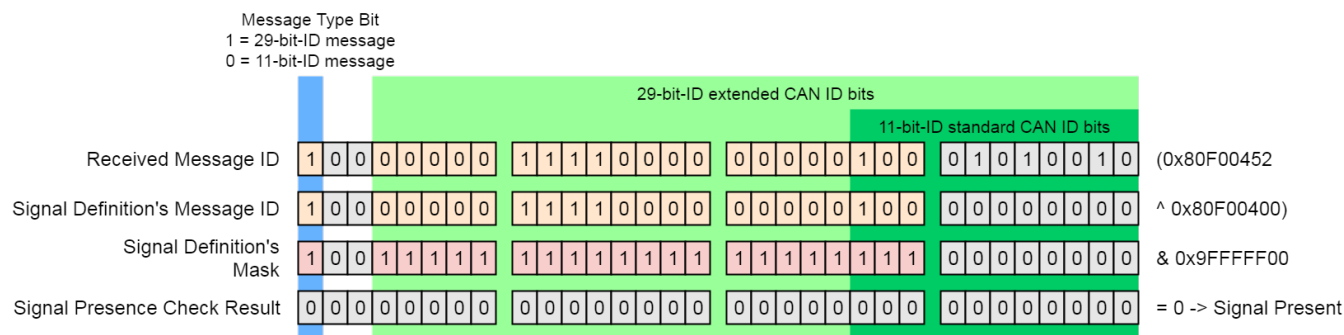 Message Type Bit
1 = 29-bit-ID message
0 = 11-bit-ID message
29-bit-ID extended CAN ID bits
11-bit-ID standard CAN ID bits
Received Message ID 1 0 0 0 0 0 0 0 1 1 1 1 0 0 0 0 0 0 0 0 0 1 0 0 0 1 0 1 0 0 1 0 (0x80F00452
Signal Definition's Message ID 1 0 0 0 0 0 0 0 1 1 1 1 0 0 0 0 0 0 0 0 0 1 0 0 0 0 0 0 0 0 0 0 ^ 0x80F00400)
Signal Definition's
Mask 1 0 0 1 1 1 1 1 1 1 1 1 1 1 1 1 1 1 1 1 1 1 1 1 0 0 0 0 0 0 0 0 & 0x9FFFFF00
Signal Presence Check Result 0 0 0 0 0 0 0 0 0 0 0 0 0 0 0 0 0 0 0 0 0 0 0 0 0 0 0 0 0 0 0 0 = 0 -> Signal Present